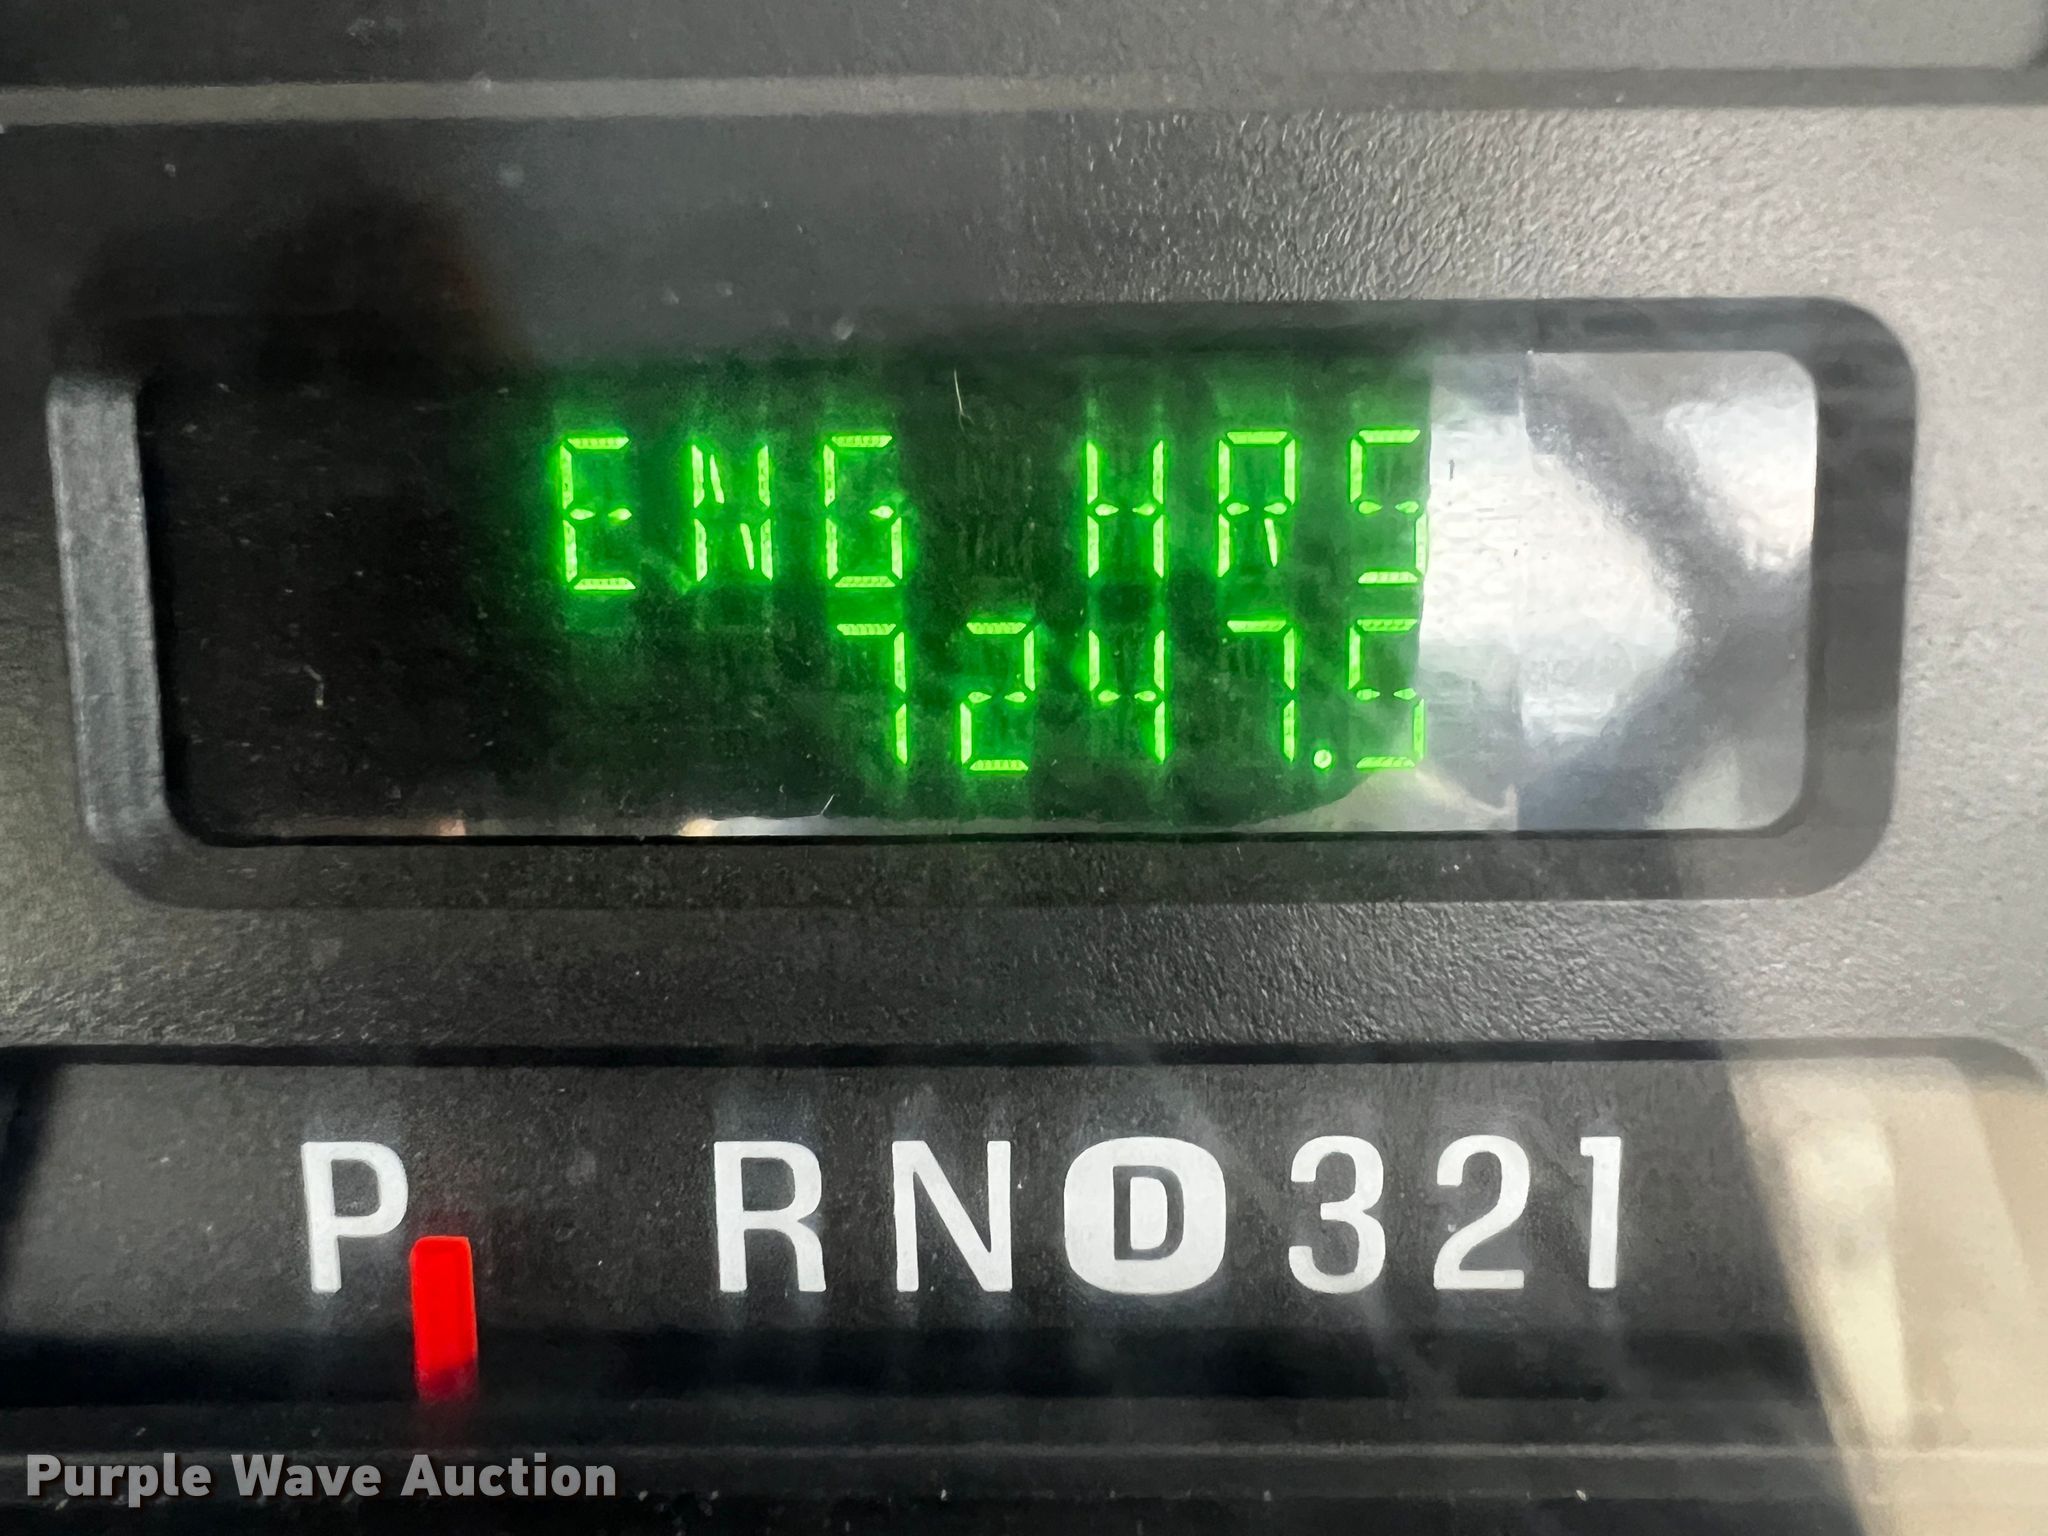 ENG HRS
7247.5
P RND321
Purple Wave Auction